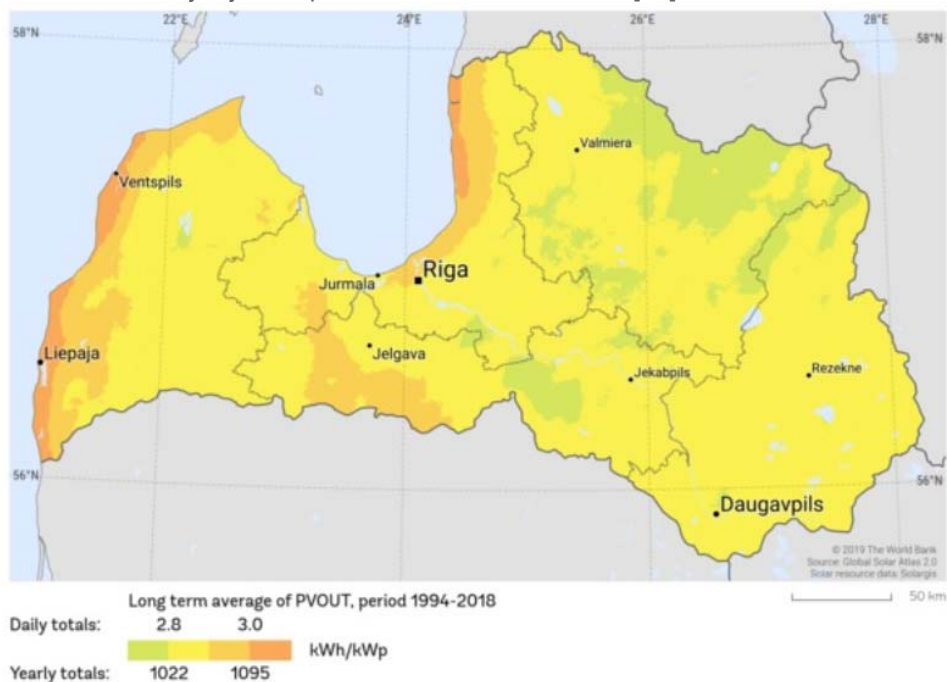 22°E 24°E 26°E 28°E
58°N 58°N
Valmiera
Ventspils
Riga
Jurmala
Liepaja
Jelgava
Jekabpils
Rezekne
56°N 56°N
Daugavpils
© 2019 The World Bank
Source: Global Solar Atlas 2.0
Solar resource data: Solargis
50 km
Long term average of PVOUT, period 1994-2018
Daily totals: 2.8 3.0
kWh/kWp
Yearly totals: 1022 1095